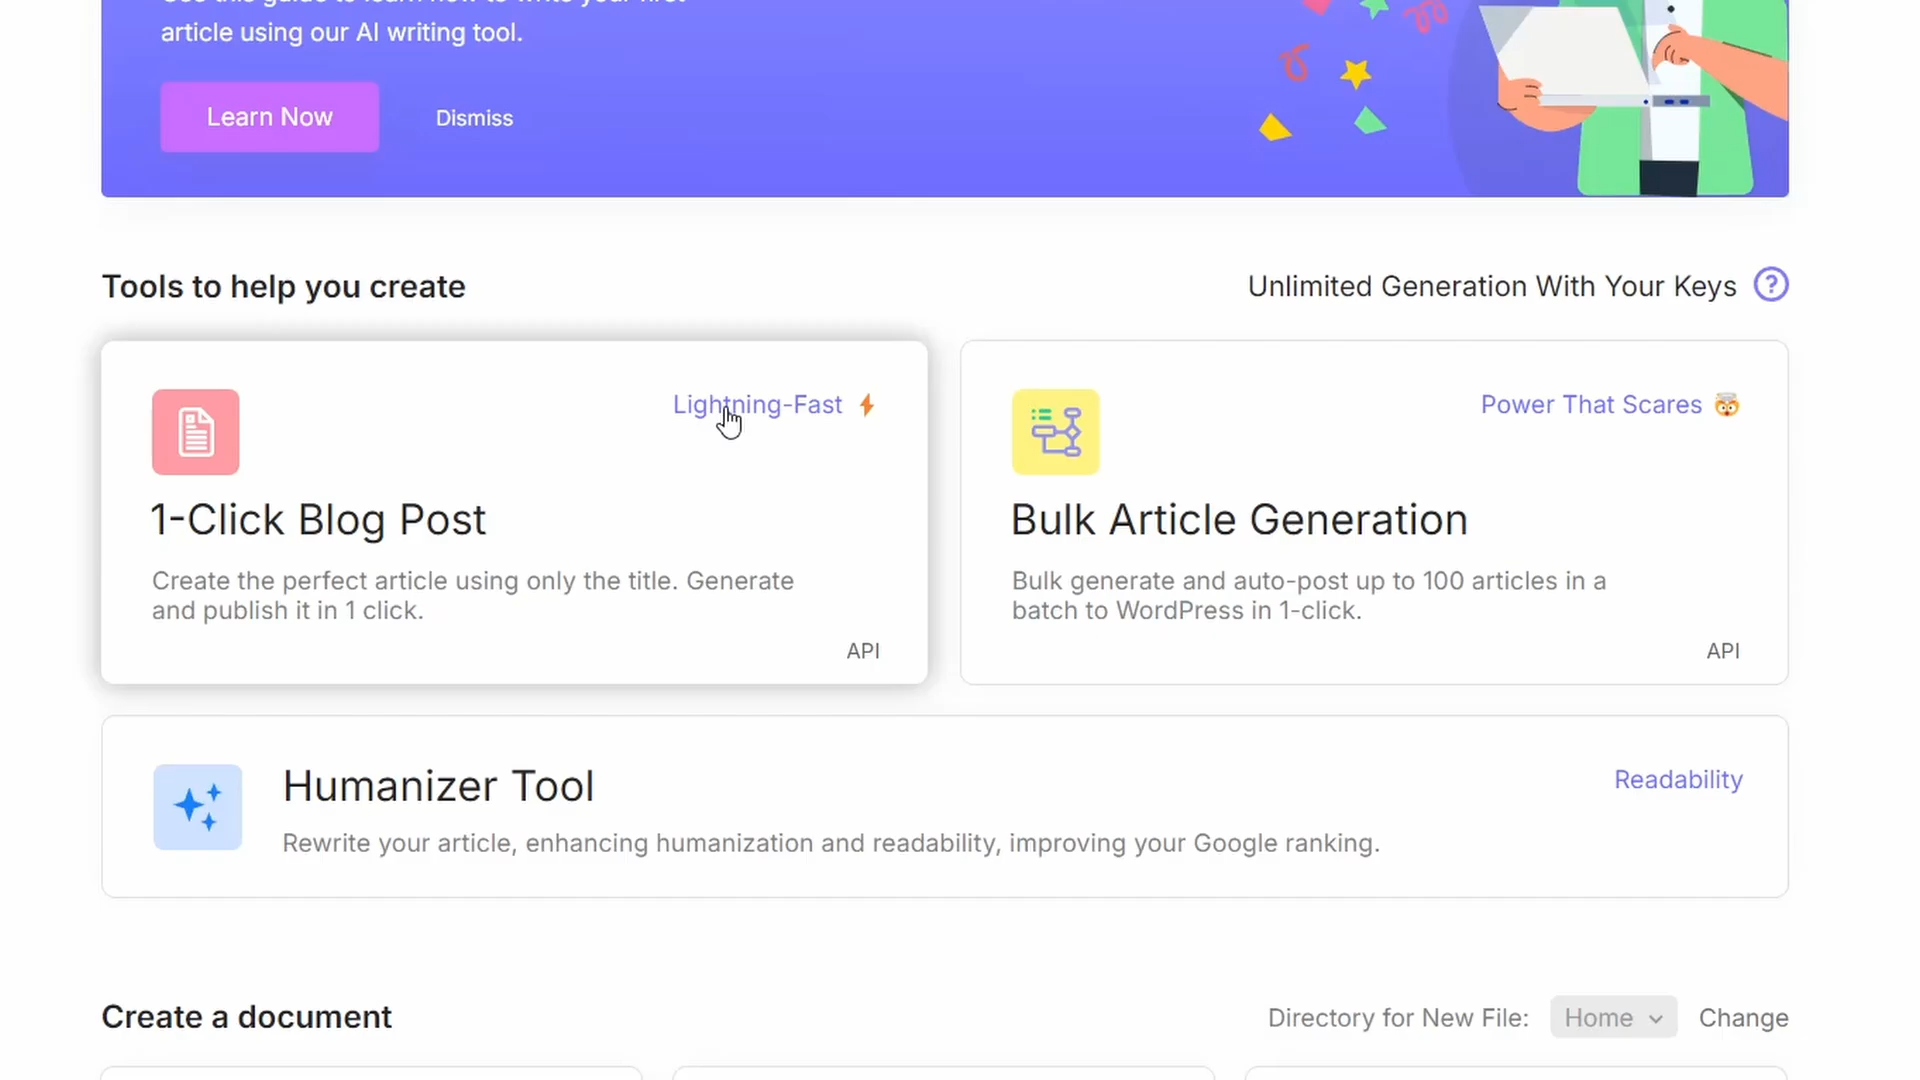 article using our AI writing tool.
Learn Now
Dismiss
Tools to help you create
Unlimited Generation With Your Keys
Lightning-Fast
1-Click Blog Post
Create the perfect article using only the title. Generate
and publish it in 1 click.
API
Power That Scares
Bulk Article Generation
Bulk generate and auto-post up to 100 articles in a
batch to WordPress in 1-click.
API
Humanizer Tool
Readability
Rewrite your article, enhancing humanization and readability, improving your Google ranking.
Create a document
Directory for New File:
Home
Change